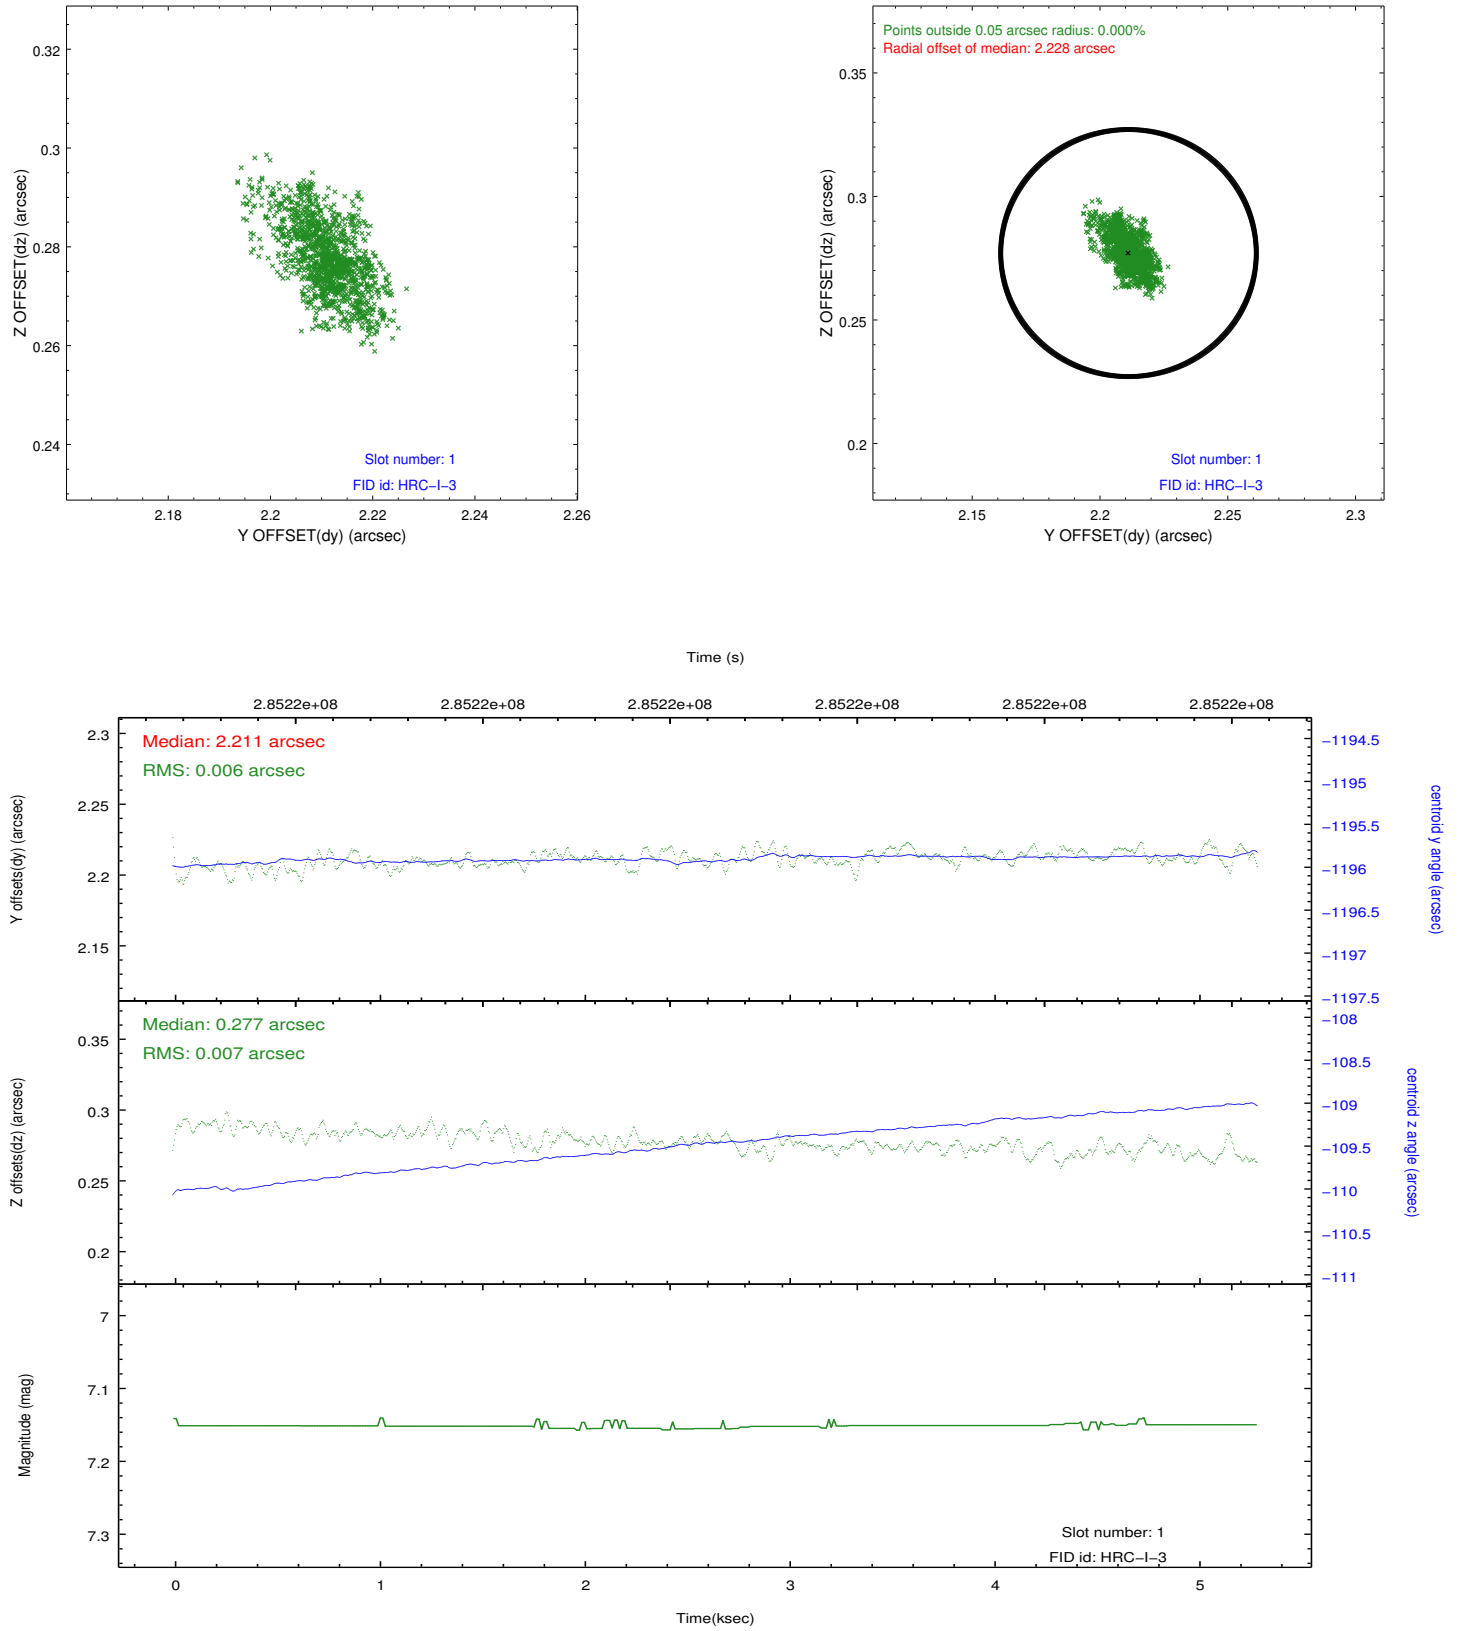 0.32
0.3
0.28
0.26
0.24
Z OFFSET(dz) (arcsec)
Slot number: 1
FID id: HRC-I-3
2.18 2.2 2.22 2.24 2.26
Y OFFSET(dy) (arcsec)
Points outside 0.05 arcsec radius: 0.000%
Radial offset of median: 2.228 arcsec
0.35
0.3
0.25
0.2
Z OFFSET(dz) (arcsec)
Slot number: 1
FID id: HRC-I-3
2.15 2.2 2.25 2.3
Y OFFSET(dy) (arcsec)
Time (s)
2.8522e+08 2.8522e+08 2.8522e+08 2.8522e+08 2.8522e+08 2.8522e+08
Median: 2.211 arcsec
RMS: 0.006 arcsec
2.3
2.25
2.2
2.15
Y offsets(dy) (arcsec)
-1194.5
-1195
-1195.5
-1196
-1196.5
-1197
-1197.5
centroid y angle (arcsec)
Median: 0.277 arcsec
RMS: 0.007 arcsec
0.35
0.3
0.25
0.2
Z offsets(dz) (arcsec)
-108
-108.5
-109
-109.5
-110
-110.5
-111
centroid z angle (arcsec)
7
7.1
7.2
7.3
Magnitude (mag)
Slot number: 1
FID id: HRC-I-3
0 1 2 3 4 5
Time(ksec)